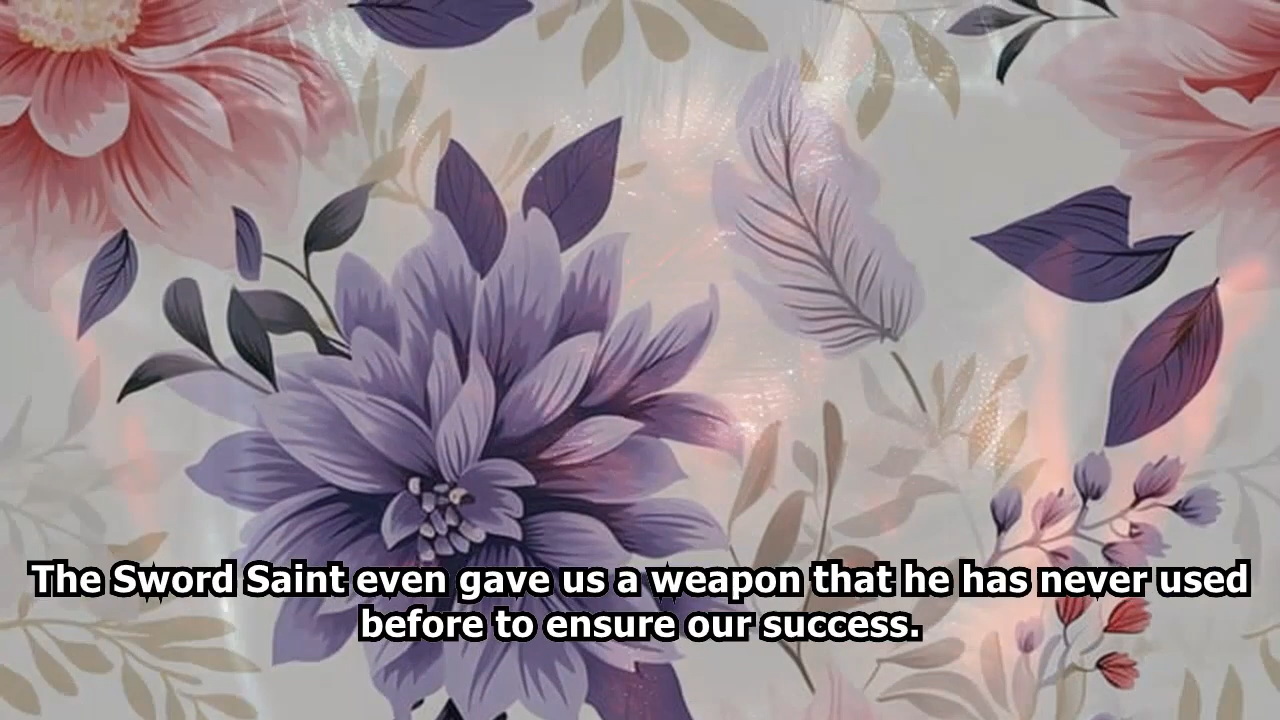 The Sword Saint even gave us a weapon that he has never used
before to ensure our success.